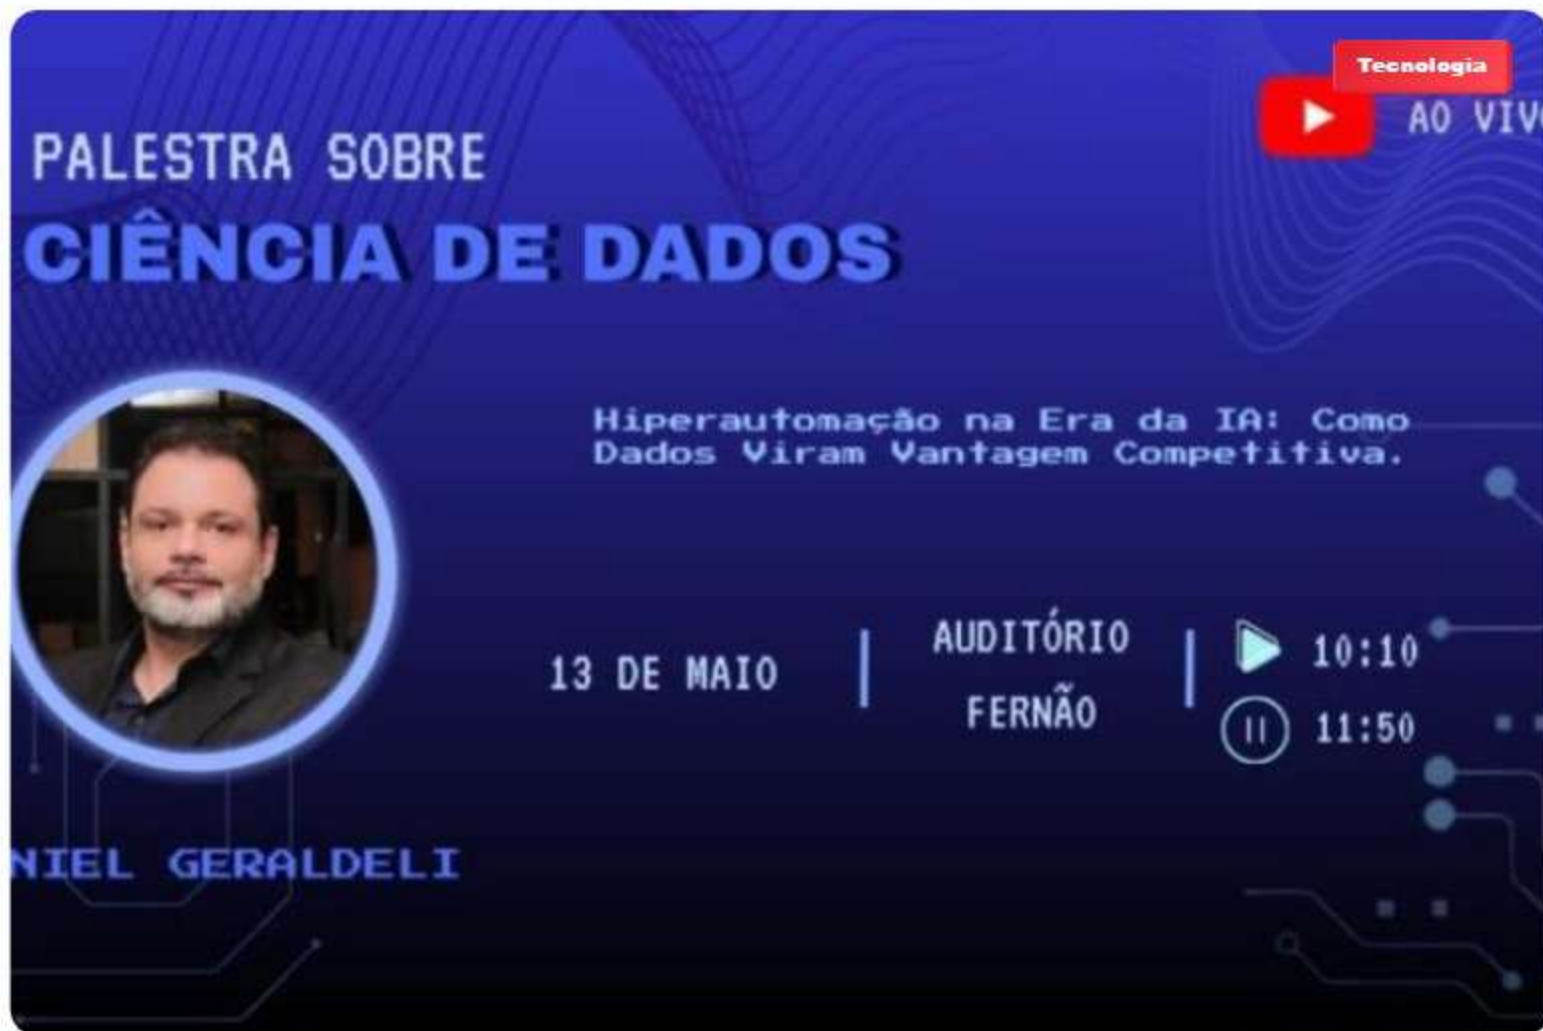 Tecnologia
AO VIVO
PALESTRA SOBRE
CIÊNCIA DE DADOS
Hiperautomação na Era da IA: Como
Dados Viram Vantagem Competitiva.
13 DE MAIO
AUDITÓRIO
FERNÃO
10:10
11:50
NIEL GERALDELI